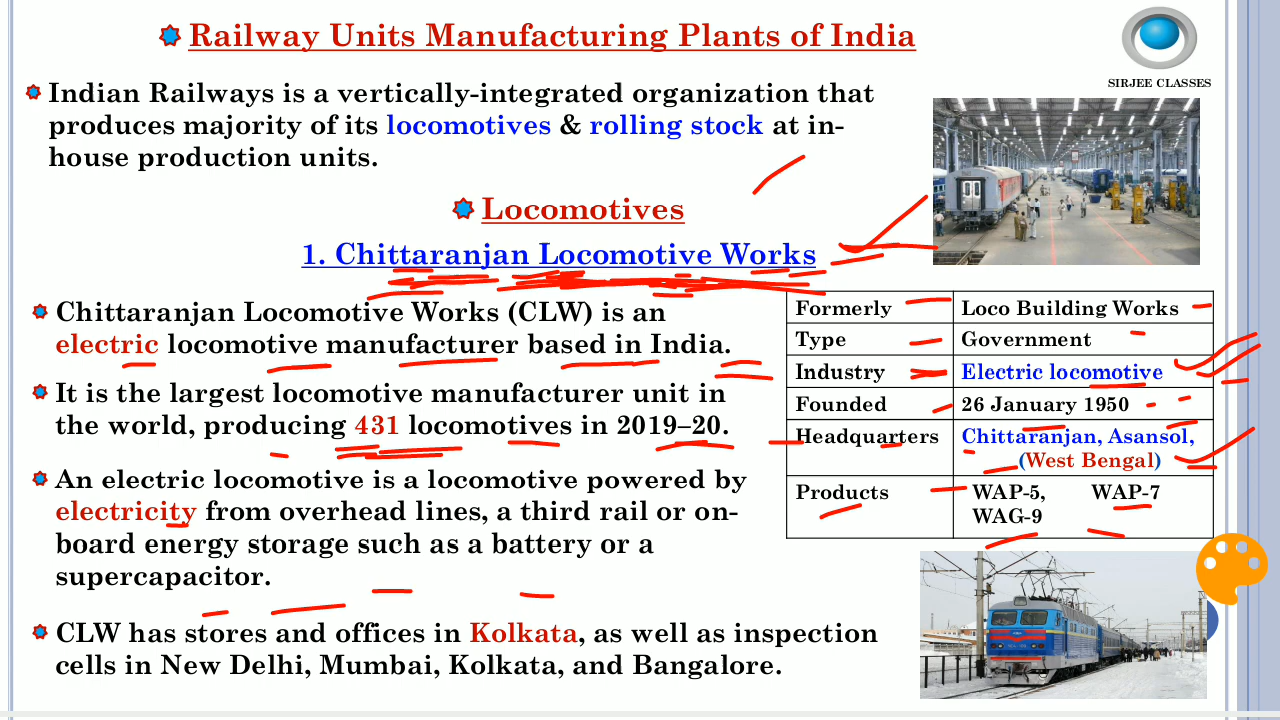 Railway Units Manufacturing Plants of India
SIRJEE CLASSES
Indian Railways is a vertically-integrated organization that
produces majority of its locomotives & rolling stock at in-
house production units.
Locomotives
1. Chittaranjan Locomotive Works
Chittaranjan Locomotive Works (CLW) is an
electric locomotive manufacturer based in India.
It is the largest locomotive manufacturer unit in
the world, producing 431 locomotives in 2019–20.
An electric locomotive is a locomotive powered by
electricity from overhead lines, a third rail or on-
board energy storage such as a battery or a
supercapacitor.
CLW has stores and offices in Kolkata, as well as inspection
cells in New Delhi, Mumbai, Kolkata, and Bangalore.
Formerly Loco Building Works
Type Government
Industry Electric locomotive
Founded 26 January 1950
Headquarters Chittaranjan, Asansol,
(West Bengal)
Products WAP-5, WAP-7
WAG-9